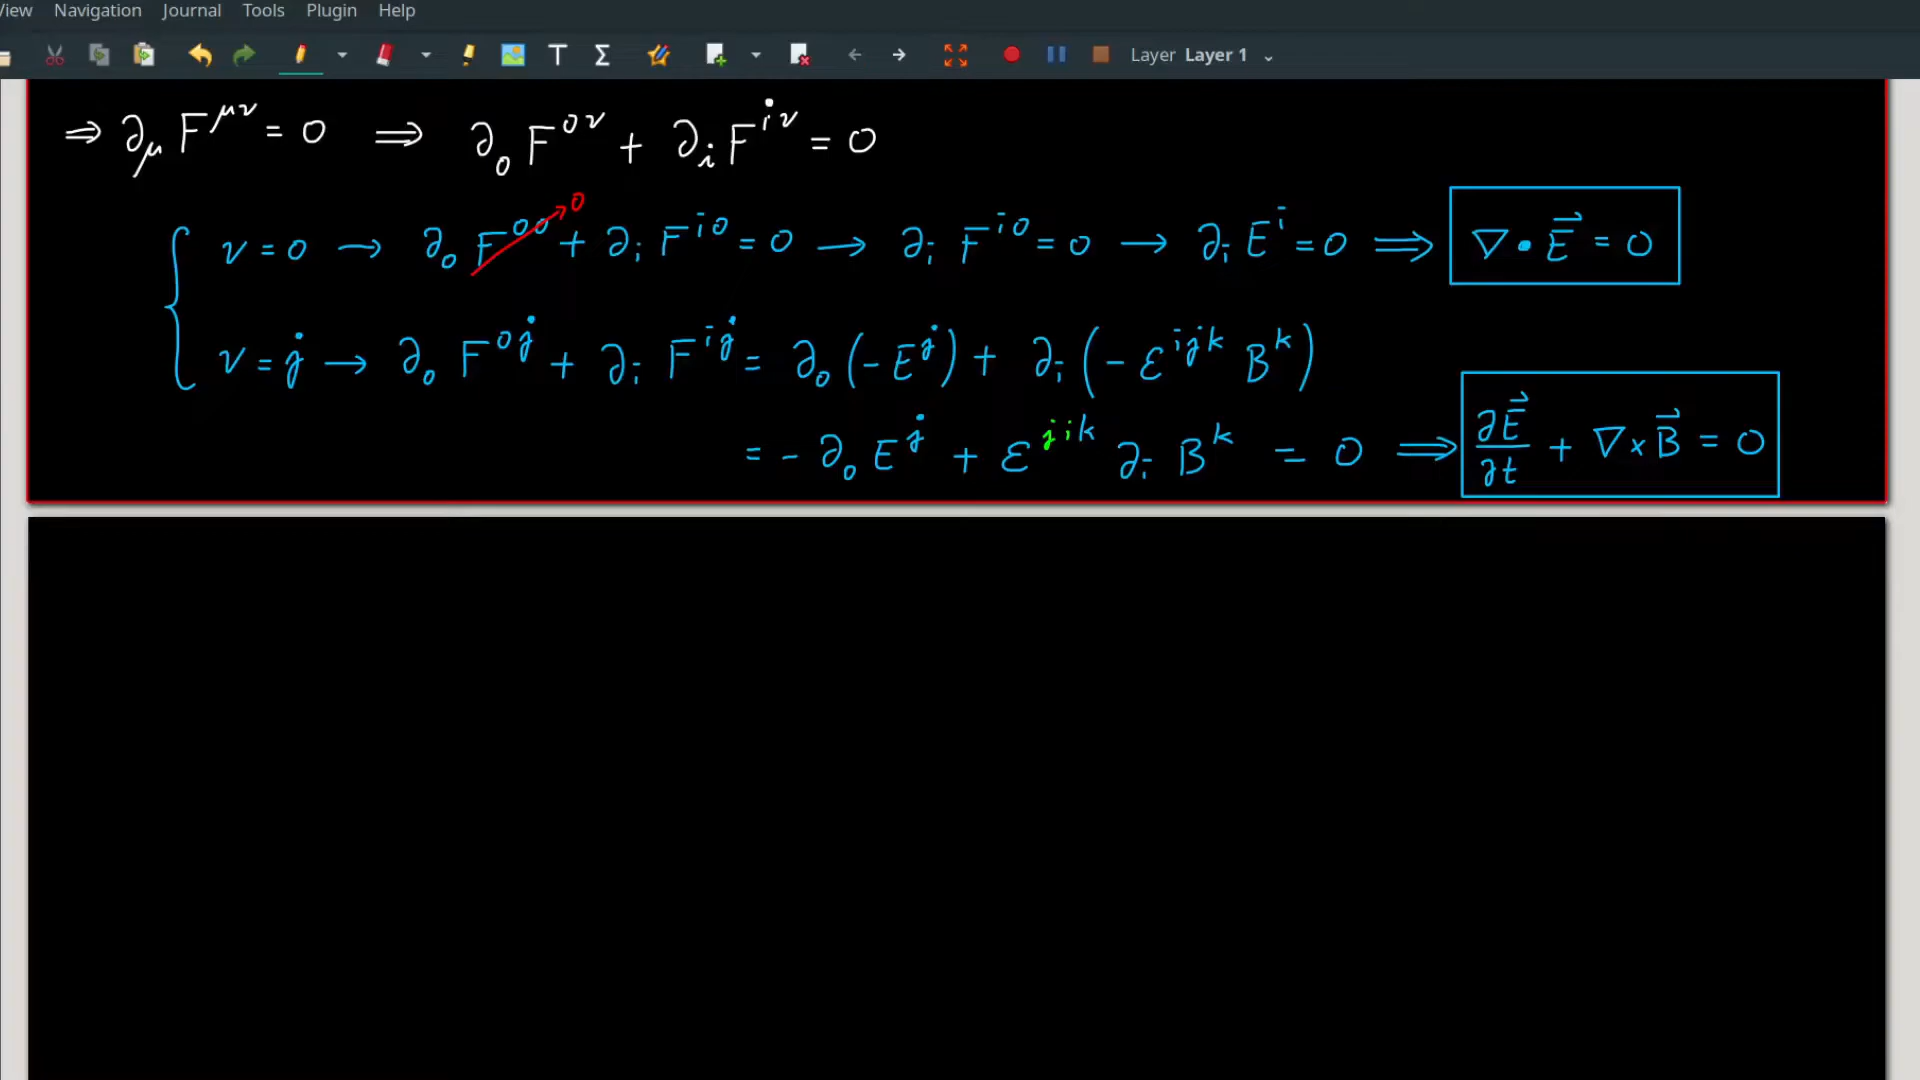 View Navigation Journal Tools Plugin Help
T Σ Layer Layer 1
⇒ ∂_μ F^{μν} = 0 ⟹ ∂_0 F^{0ν} + ∂_i F^{iν} = 0
ν = 0 → ∂_0 F^{00} → 0 + ∂_i F^{i0} = 0 → ∂_i F^{i0} = 0 → ∂_i E^i = 0 ⟹ ∇ · E⃗ = 0
ν = j → ∂_0 F^{0j} + ∂_i F^{ij} = ∂_0 (−E^j) + ∂_i (−ε^{ijk} B^k)
= − ∂_0 E^j + ε^{jik} ∂_i B^k = 0 ⟹ ∂E⃗/∂t + ∇ × B⃗ = 0